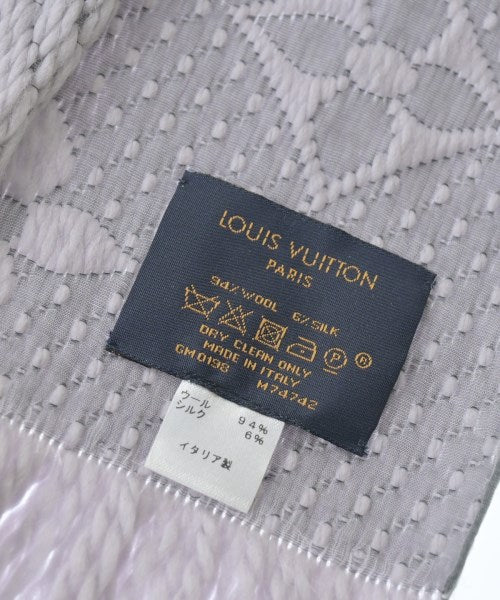 LOUIS VUITTON
PARIS
94% WOOL 6% SILK
P
DRY CLEAN ONLY
MADE IN ITALY
GM0198 M74742
ウール 94%
シルク 6%
イタリア製